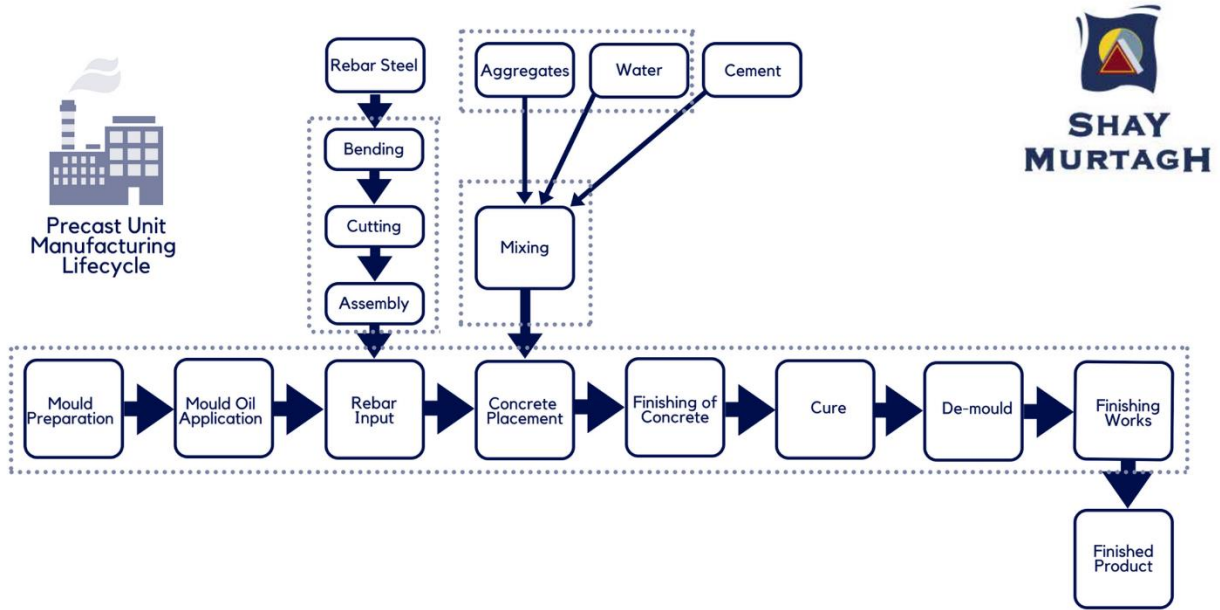 Rebar Steel
Aggregates
Water
Cement
SHAY
MURTAGH
Bending
Precast Unit
Manufacturing
Lifecycle
Cutting
Mixing
Assembly
Mould
Preparation
Mould Oil
Application
Rebar
Input
Concrete
Placement
Finishing of
Concrete
Cure
De-mould
Finishing
Works
Finished
Product